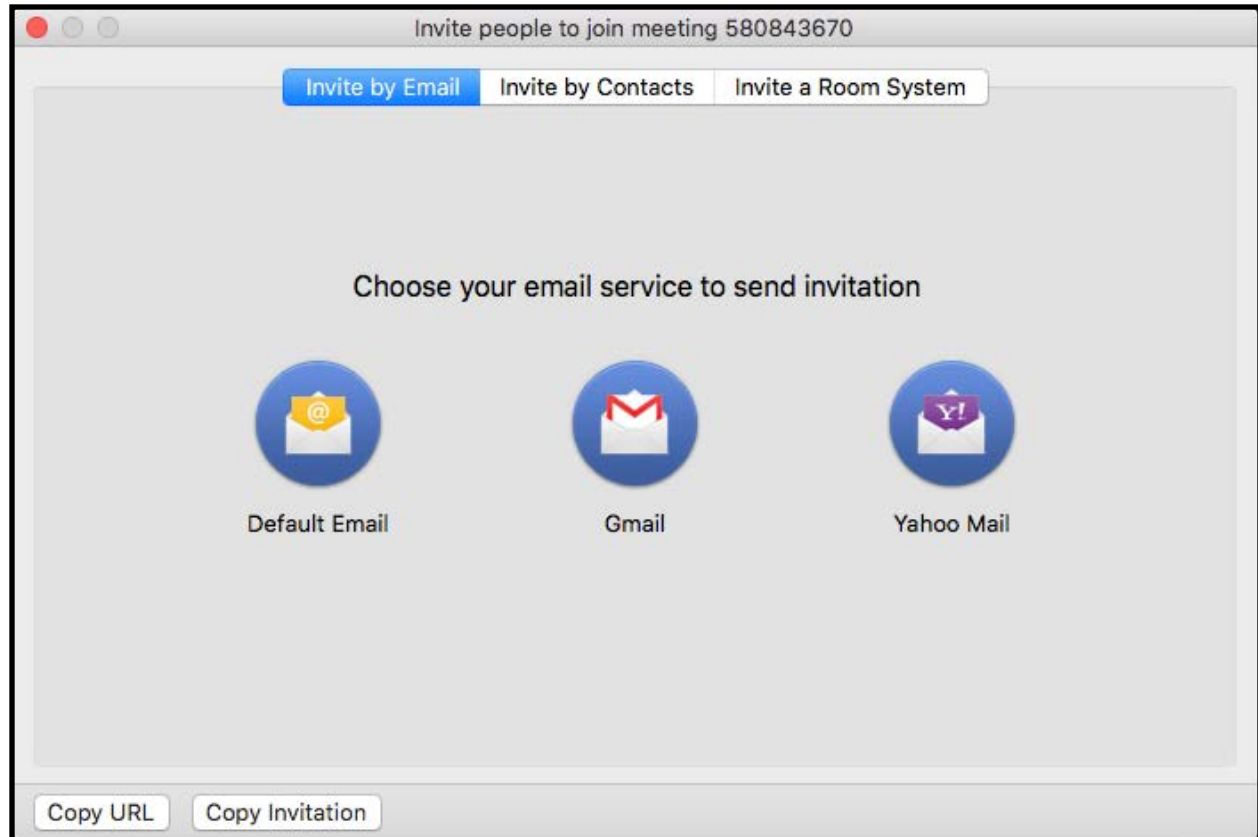 Invite people to join meeting 580843670
Invite by Email Invite by Contacts Invite a Room System
Choose your email service to send invitation
@ Y!
Default Email Gmail Yahoo Mail
Copy URL Copy Invitation